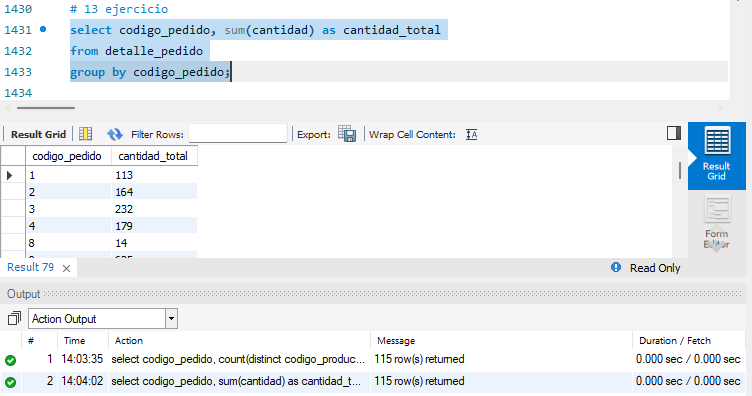 1430 # 13 ejercicio
1431 select codigo_pedido, sum(cantidad) as cantidad_total
1432 from detalle_pedido
1433 group by codigo_pedido;
1434
Result Grid Filter Rows: Export: Wrap Cell Content:
codigo_pedido cantidad_total
1 113
2 164
3 232
4 179
8 14
Result Grid
Form Editor
Result 79 Read Only
Output
Action Output
# Time Action Message Duration / Fetch
1 14:03:35 select codigo_pedido, count(distinct codigo_produc... 115 row(s) returned 0.000 sec / 0.000 sec
2 14:04:02 select codigo_pedido, sum(cantidad) as cantidad_t... 115 row(s) returned 0.000 sec / 0.000 sec